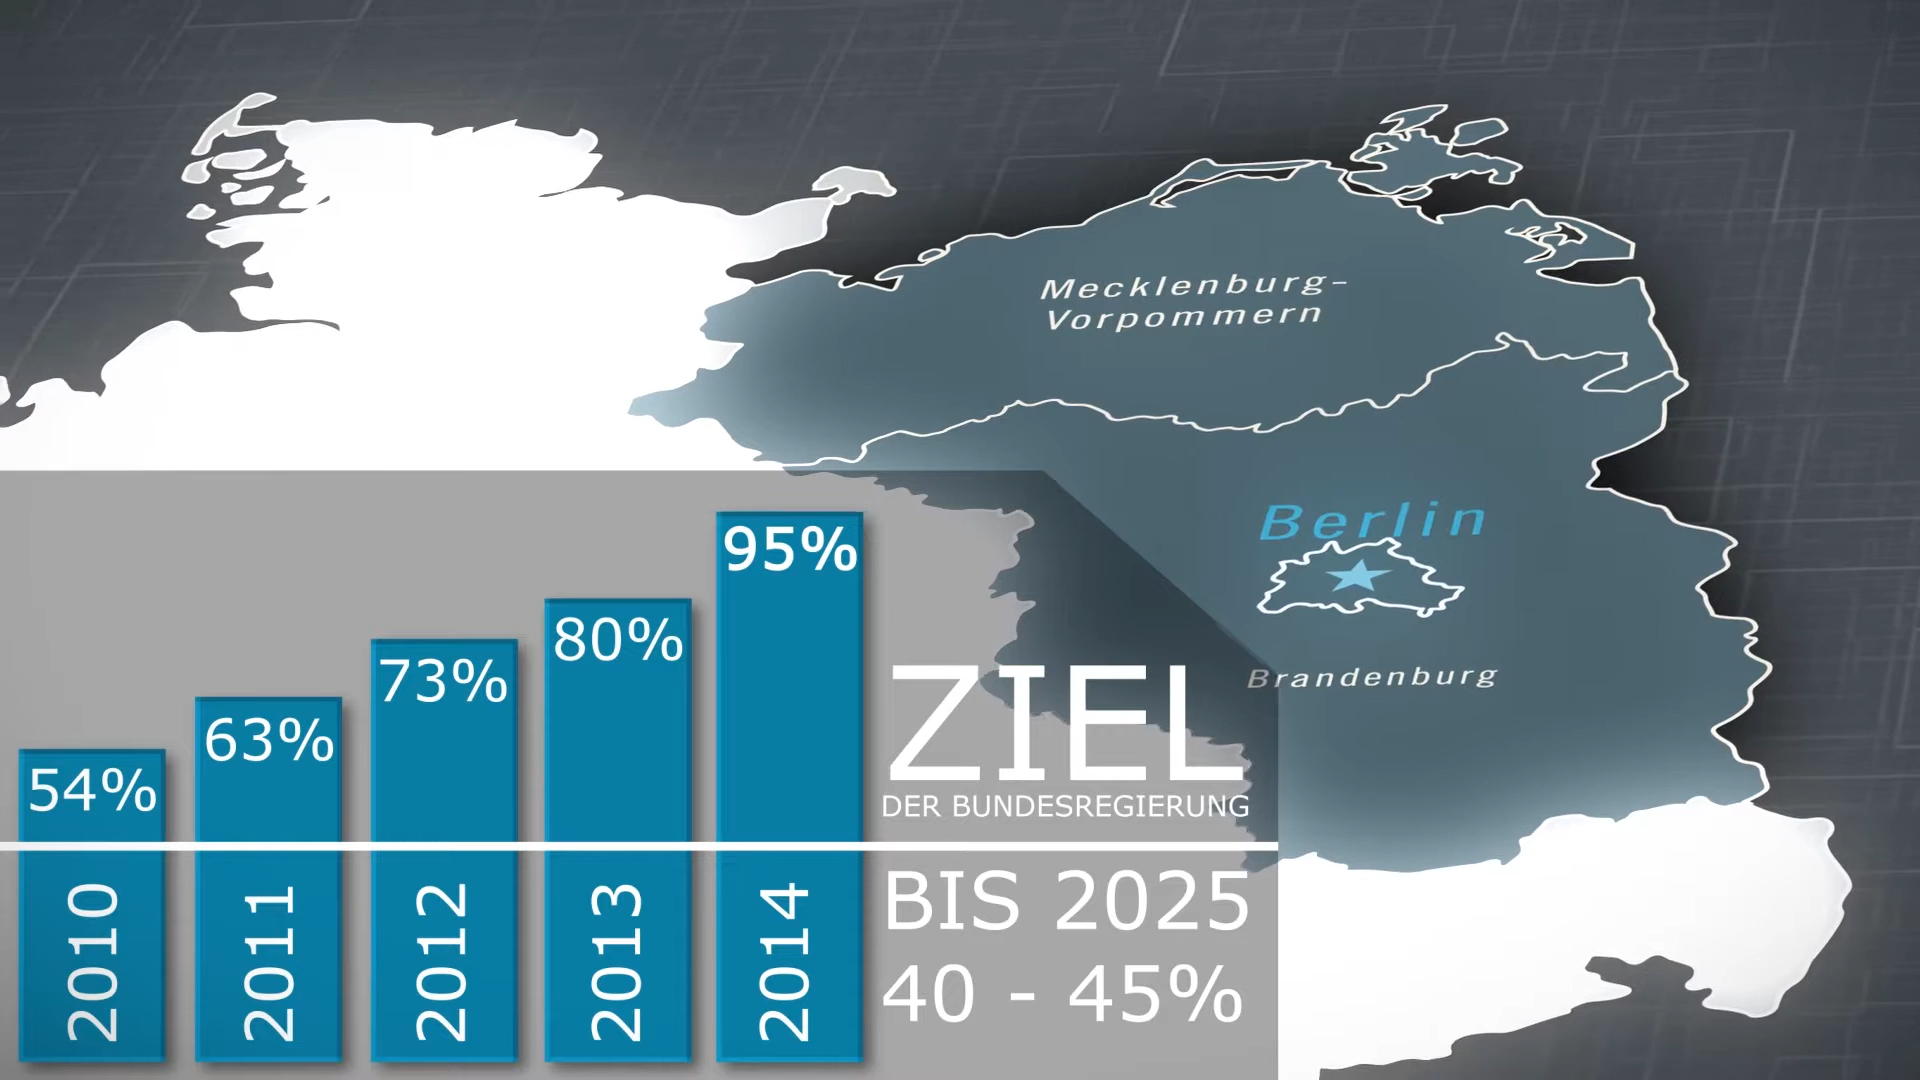 Mecklenburg-
Vorpommern
Berlin
Brandenburg
54%
63%
73%
80%
95%
2010
2011
2012
2013
2014
ZIEL
DER BUNDESREGIERUNG
BIS 2025
40 - 45%